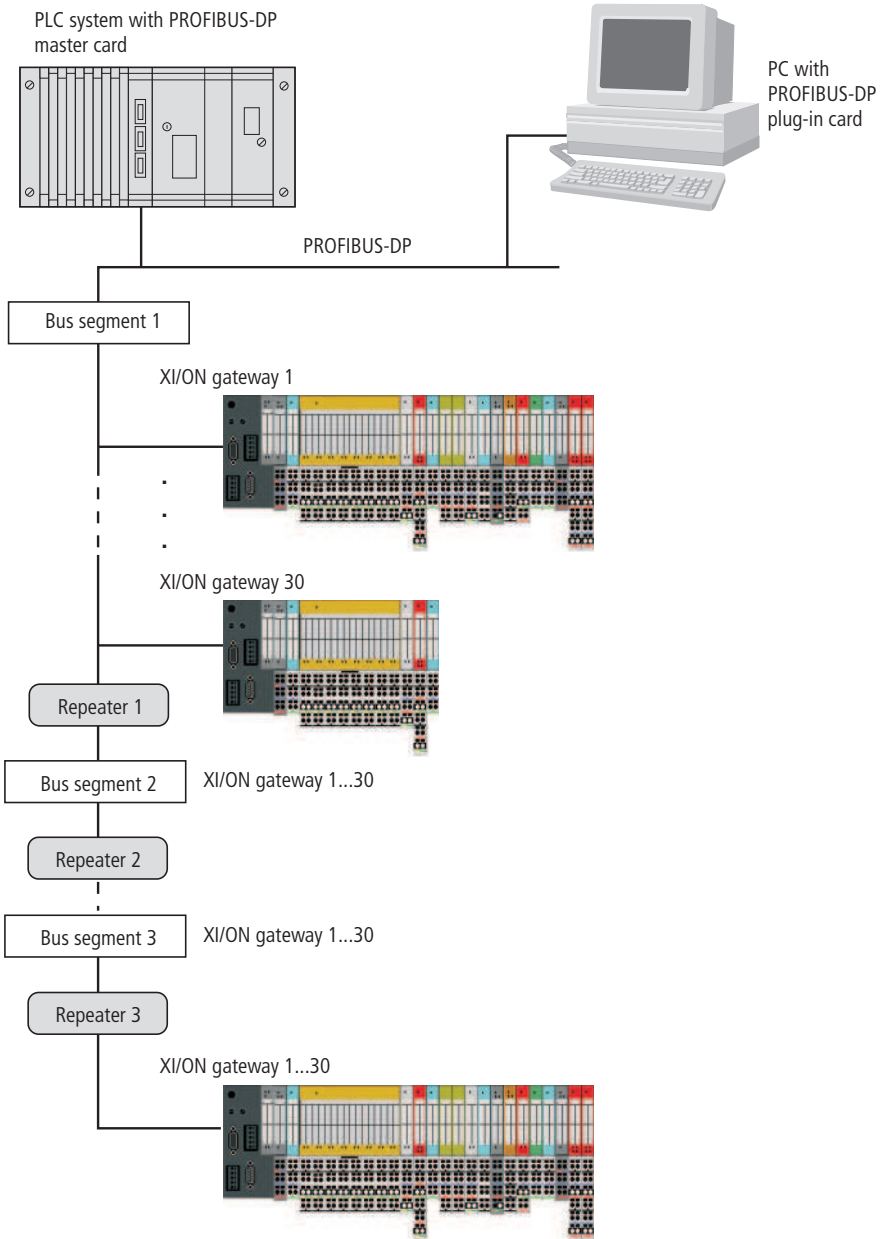 PLC system with PROFIBUS-DP
master card
PC with
PROFIBUS-DP
plug-in card
PROFIBUS-DP
Bus segment 1
XI/ON gateway 1
XI/ON gateway 30
Repeater 1
Bus segment 2
XI/ON gateway 1...30
Repeater 2
Bus segment 3
XI/ON gateway 1...30
Repeater 3
XI/ON gateway 1...30